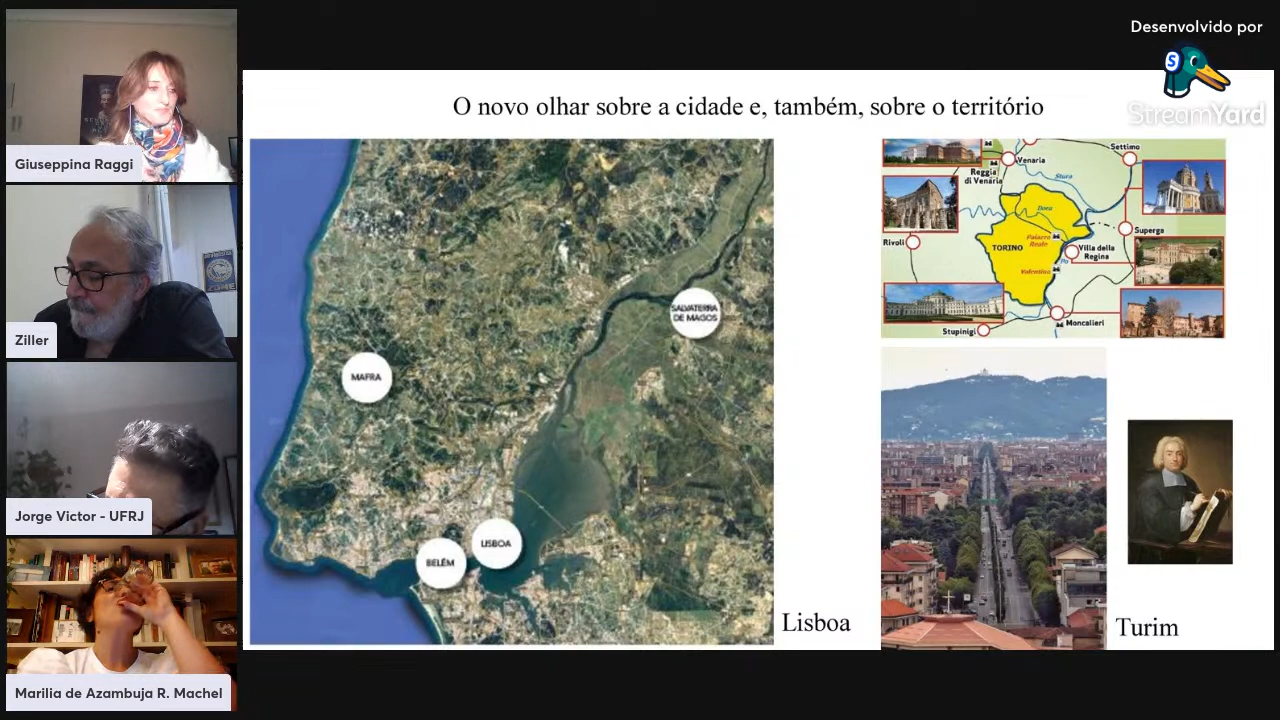 Desenvolvido por
StreamYard
O novo olhar sobre a cidade e, também, sobre o território
Giuseppina Raggi
Ziller
Jorge Victor - UFRJ
Marilia de Azambuja R. Machel
SALVATERRA
DE MAGOS
MAFRA
LISBOA
BELÉM
Lisboa
Venaria
Reggia
di Venaria
Settimo
Stura
Dora
Rivoli
TORINO
Palazzo
Reale
Superga
Villa della
Regina
Po
Valentino
Stupinigi
Moncalieri
Turim